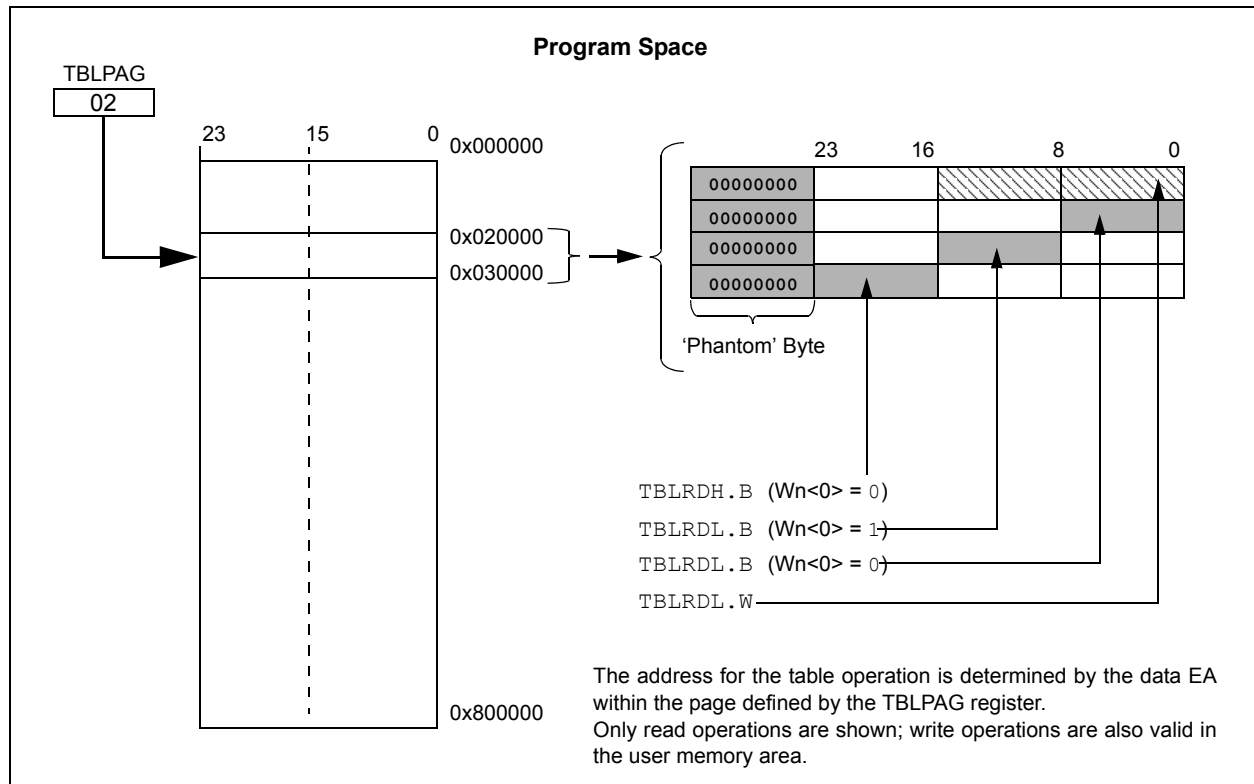 Program Space
TBLPAG
02
23 15 0
0x000000
0x020000
0x030000
0x800000
23 16 8 0
00000000
00000000
00000000
00000000
‘Phantom’ Byte
TBLRDH.B (Wn<0> = 0)
TBLRDL.B (Wn<0> = 1)
TBLRDL.B (Wn<0> = 0)
TBLRDL.W
The address for the table operation is determined by the data EA
within the page defined by the TBLPAG register.
Only read operations are shown; write operations are also valid in
the user memory area.